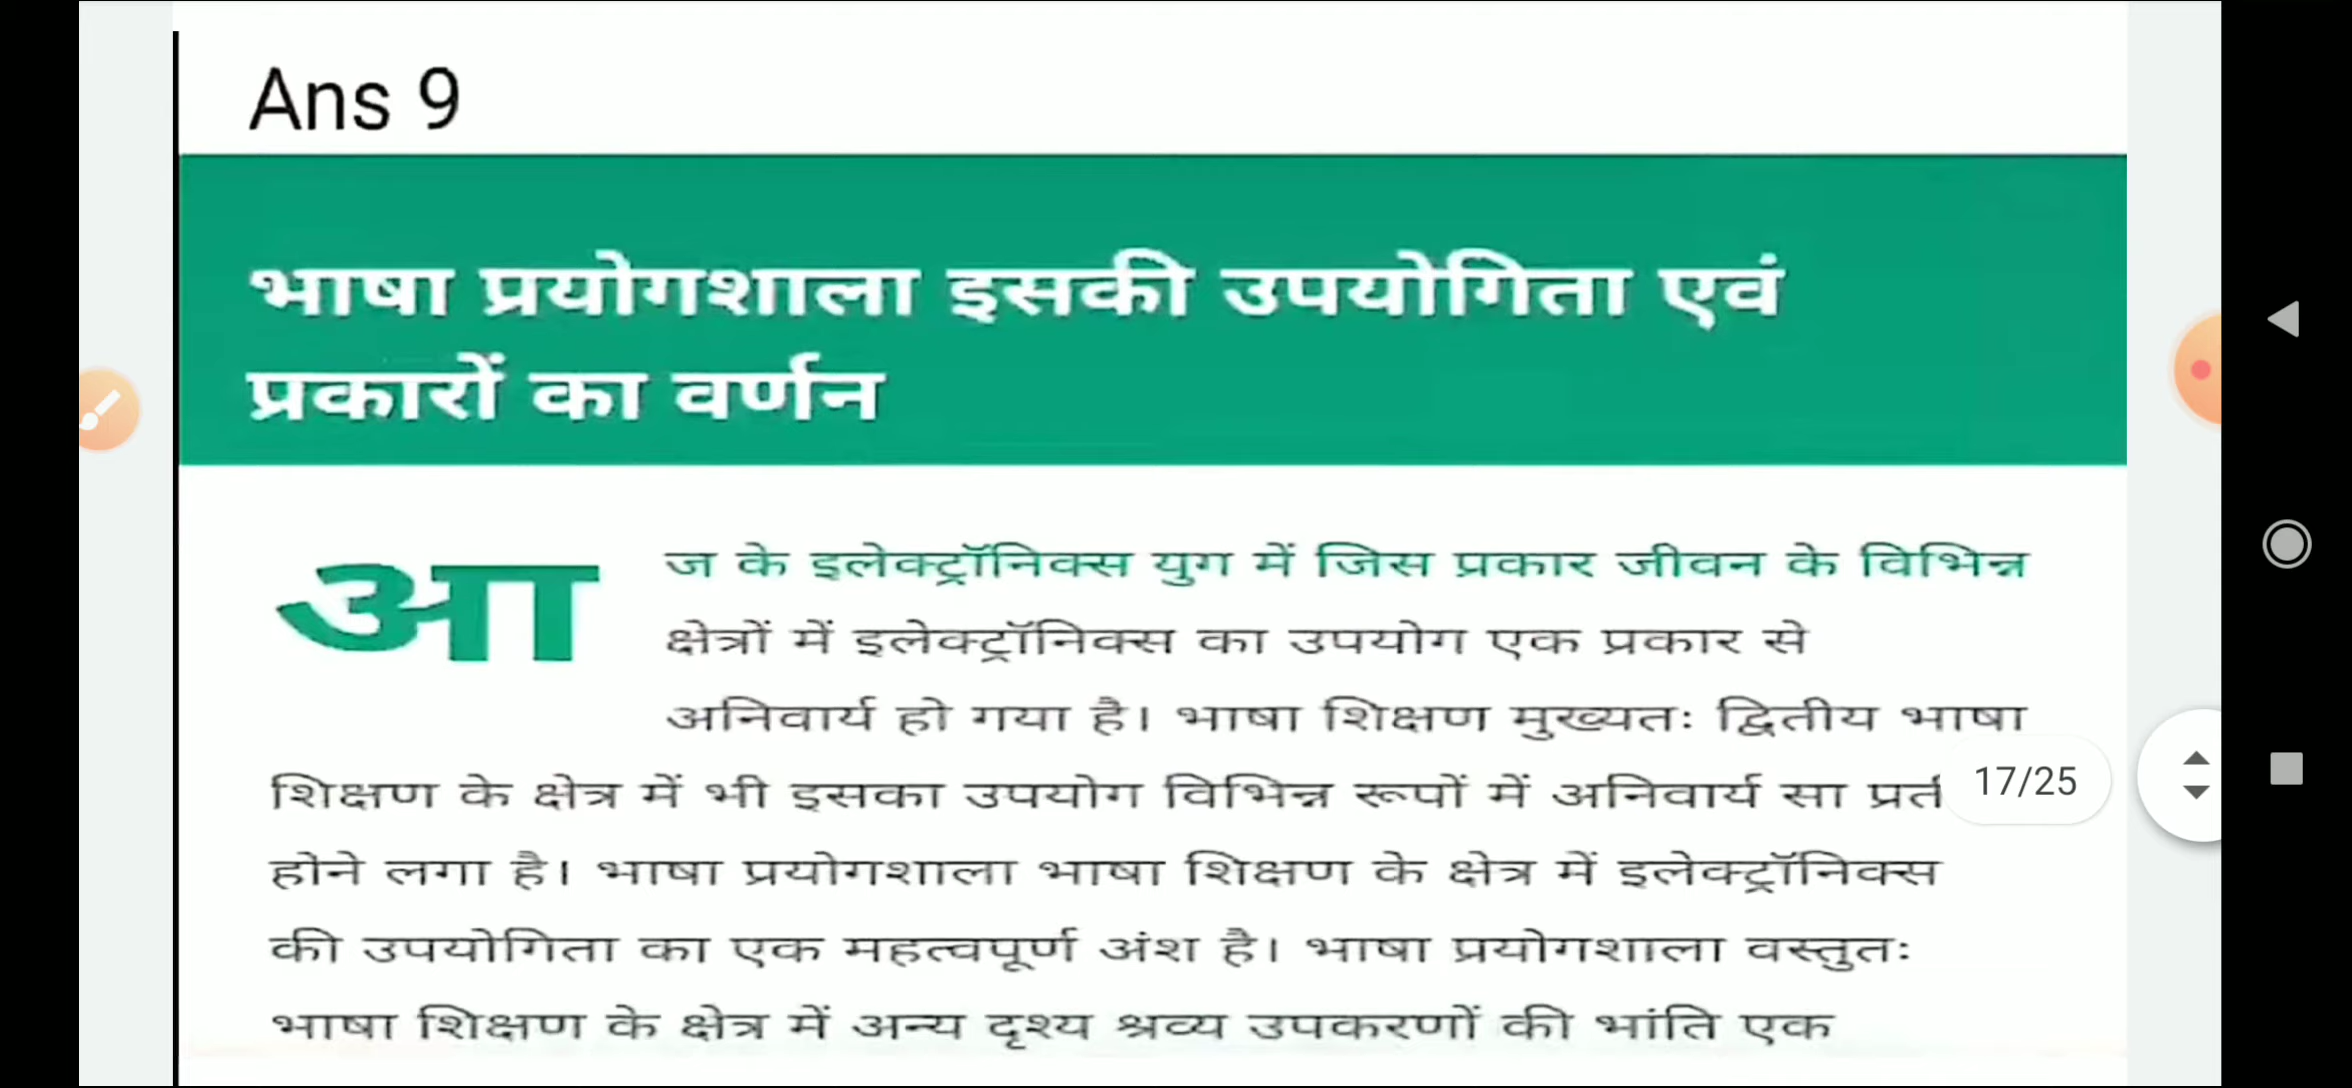 Ans 9
भाषा प्रयोगशाला इसकी उपयोगिता एवं
प्रकारों का वर्णन
आज के इलेक्ट्रॉनिक्स युग में जिस प्रकार जीवन के विभिन्न
क्षेत्रों में इलेक्ट्रॉनिक्स का उपयोग एक प्रकार से
अनिवार्य हो गया है। भाषा शिक्षण मुख्यतः द्वितीय भाषा
शिक्षण के क्षेत्र में भी इसका उपयोग विभिन्न रूपों में अनिवार्य सा
17/25
होने लगा है। भाषा प्रयोगशाला भाषा शिक्षण के क्षेत्र में इलेक्ट्रॉनिक्स
की उपयोगिता का एक महत्वपूर्ण अंश है। भाषा प्रयोगशाला वस्तुतः
भाषा शिक्षण के क्षेत्र में अन्य दृश्य श्रव्य उपकरणों की भांति एक